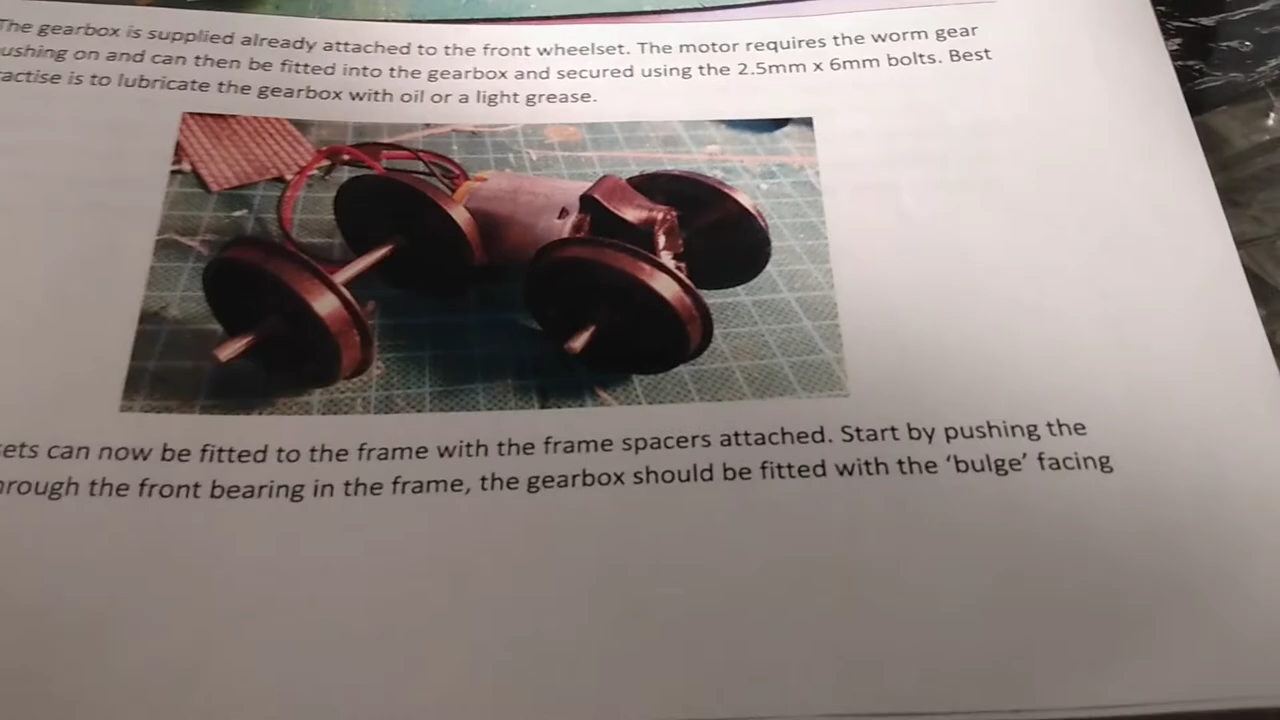 The gearbox is supplied already attached to the front wheelset. The motor requires the worm gear
ushing on and can then be fitted into the gearbox and secured using the 2.5mm x 6mm bolts. Best
ractise is to lubricate the gearbox with oil or a light grease.
ets can now be fitted to the frame with the frame spacers attached. Start by pushing the
rough the front bearing in the frame, the gearbox should be fitted with the ‘bulge’ facing